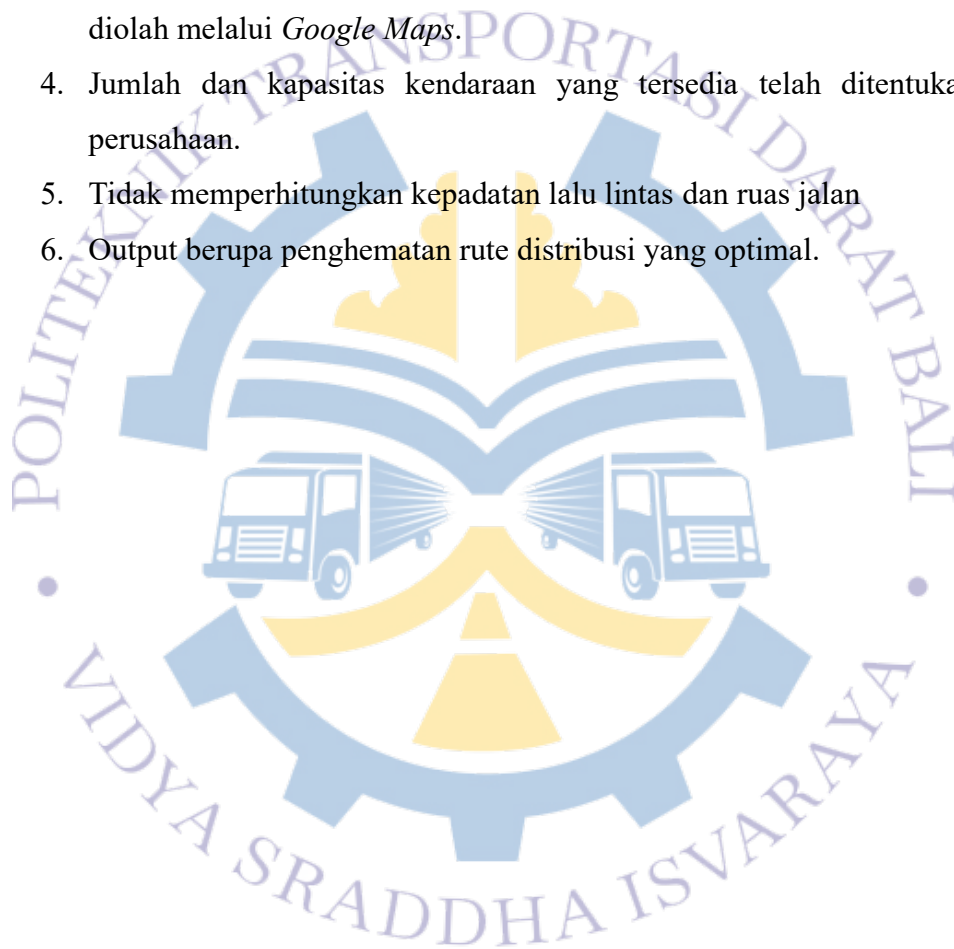 diolah melalui Google Maps.
4. Jumlah dan kapasitas kendaraan yang tersedia telah ditentuka
perusahaan.
5. Tidak memperhitungkan kepadatan lalu lintas dan ruas jalan
6. Output berupa penghematan rute distribusi yang optimal.
POLITEKNIK TRANSPORTASI DARAT BALI
VIDYA SRADDHA ISVARAYA